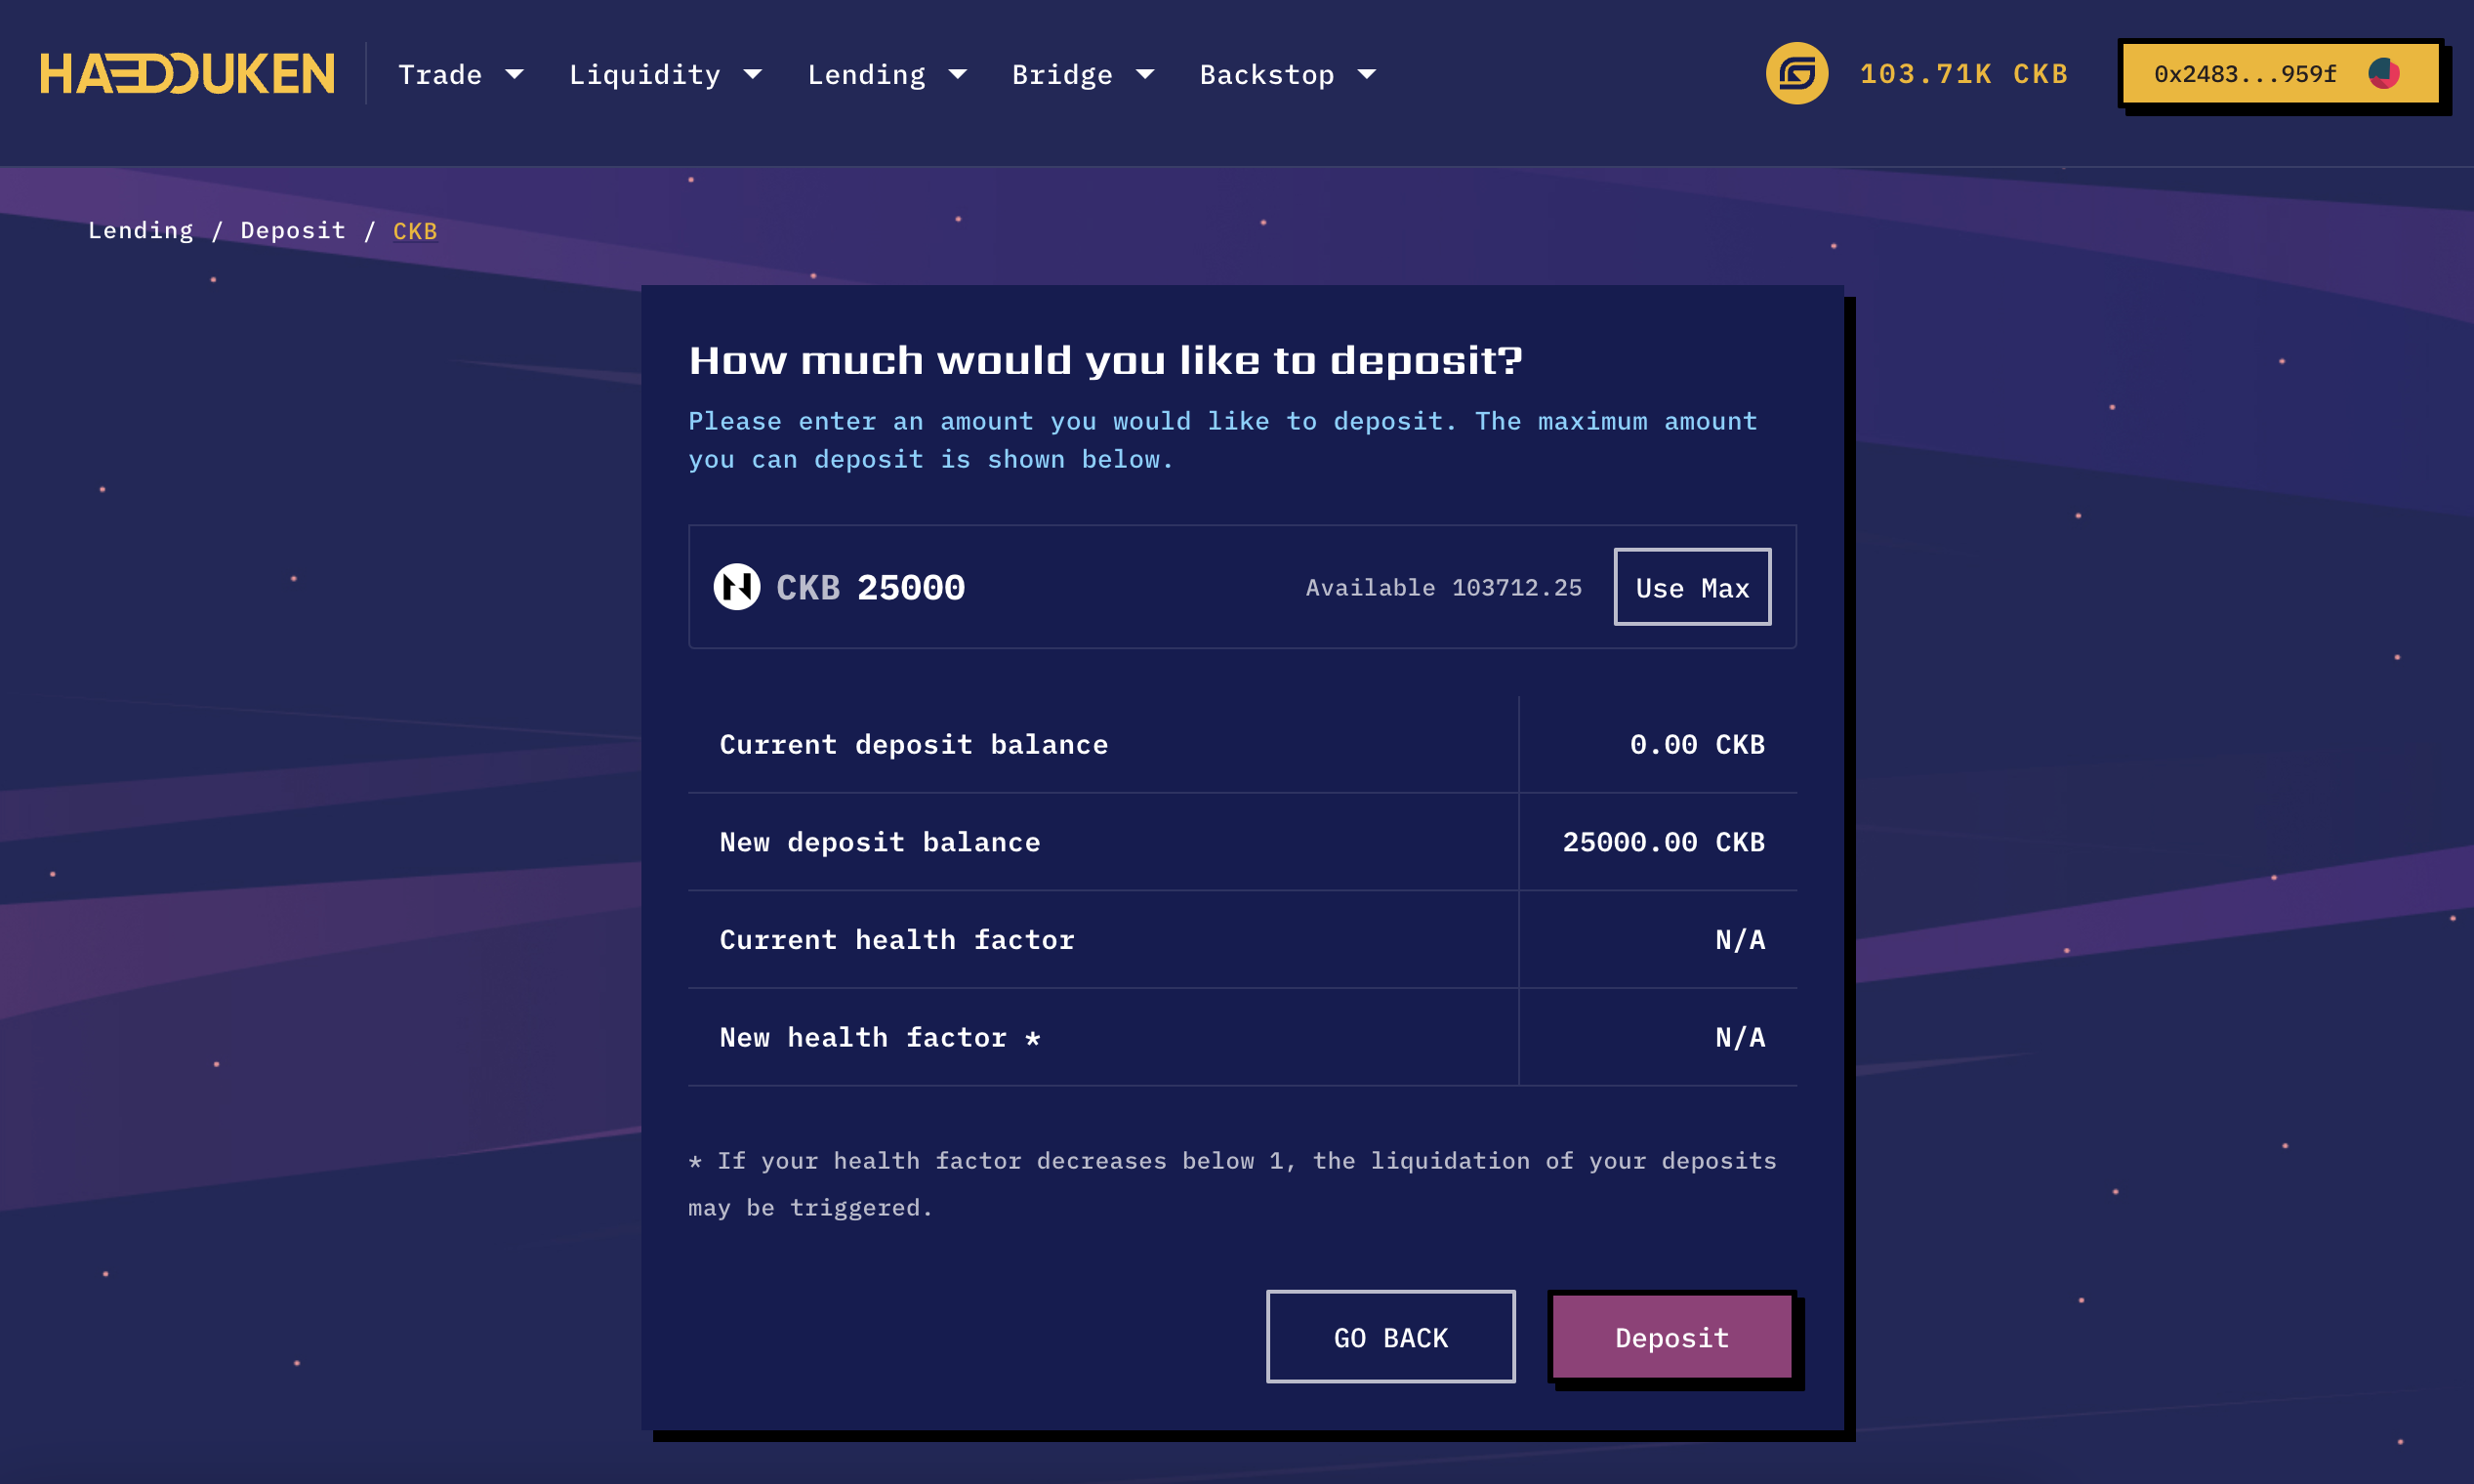 HADOUKEN Trade Liquidity Lending Bridge Backstop 103.71K CKB 0x2483...959f
Lending / Deposit / CKB
How much would you like to deposit?
Please enter an amount you would like to deposit. The maximum amount
you can deposit is shown below.
CKB 25000 Available 103712.25 Use Max
Current deposit balance 0.00 CKB
New deposit balance 25000.00 CKB
Current health factor N/A
New health factor * N/A
* If your health factor decreases below 1, the liquidation of your deposits
may be triggered.
GO BACK Deposit